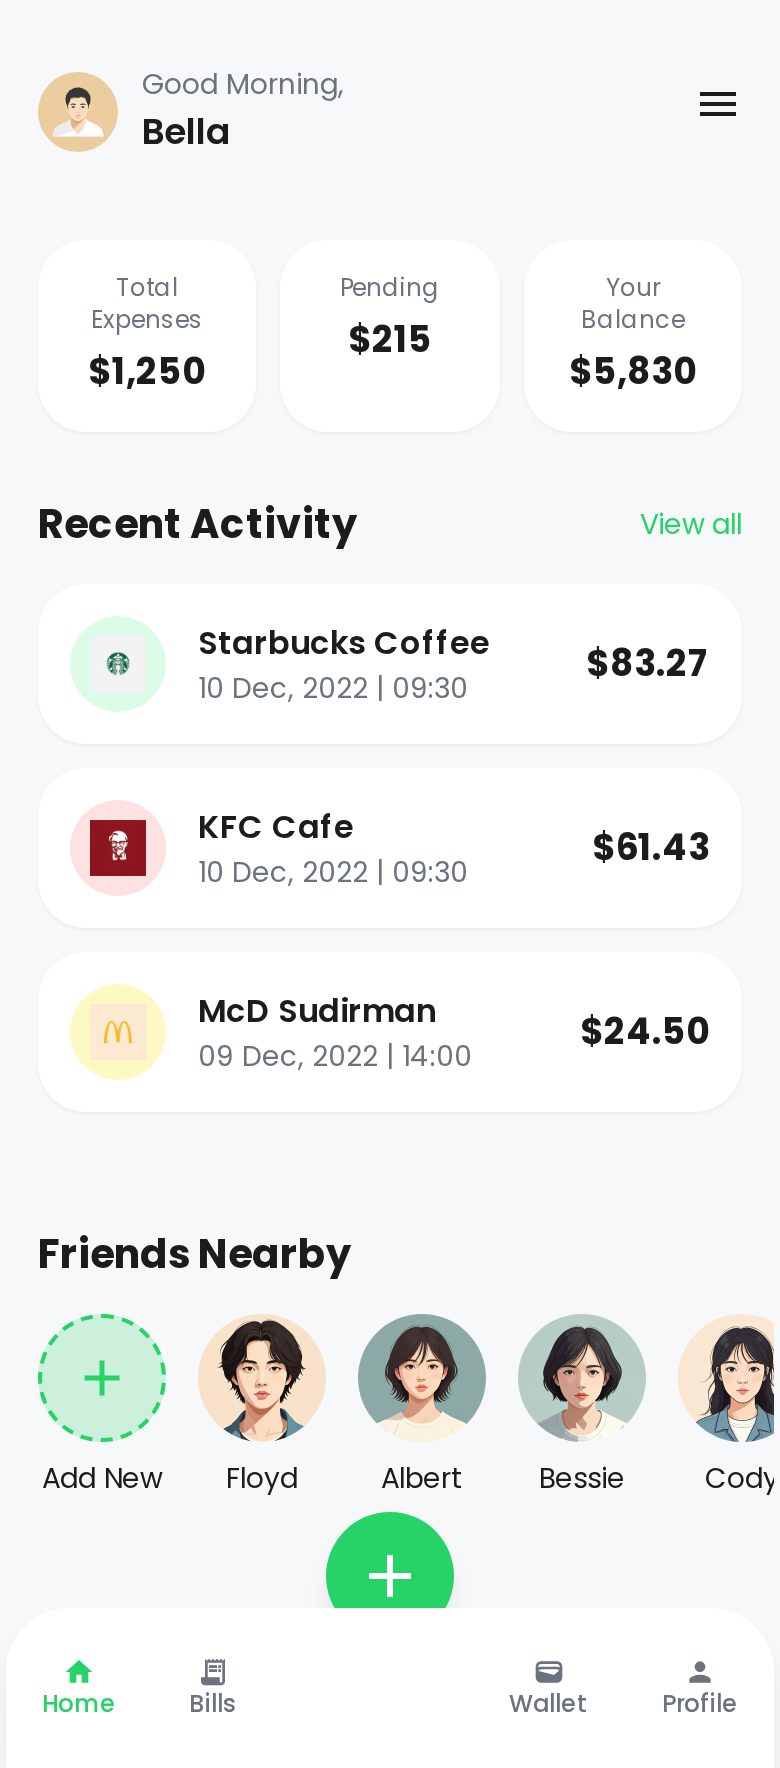 Good Morning,
Bella
Total
Expenses
$1,250
Pending
$215
Your
Balance
$5,830
Recent Activity
View all
Starbucks Coffee
10 Dec, 2022 | 09:30
$83.27
KFC Cafe
10 Dec, 2022 | 09:30
$61.43
McD Sudirman
09 Dec, 2022 | 14:00
$24.50
Friends Nearby
Add New
Floyd
Albert
Bessie
Cody
Home
Bills
Wallet
Profile